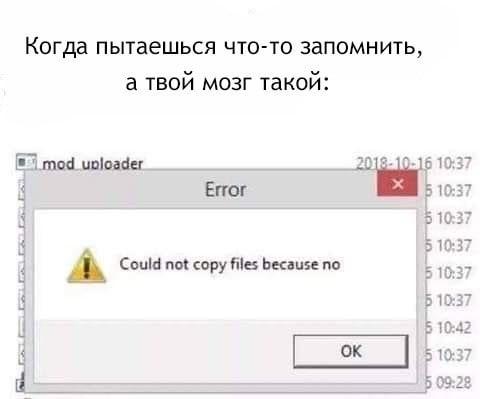 Когда пытаешься что-то запомнить,
а твой мозг такой:
mod uploader 2018-10-16 10:37
Error
5 10:37
5 10:37
5 10:37
Could not copy files because no
5 10:37
5 10:37
5 10:42
OK
5 10:37
5 09:28